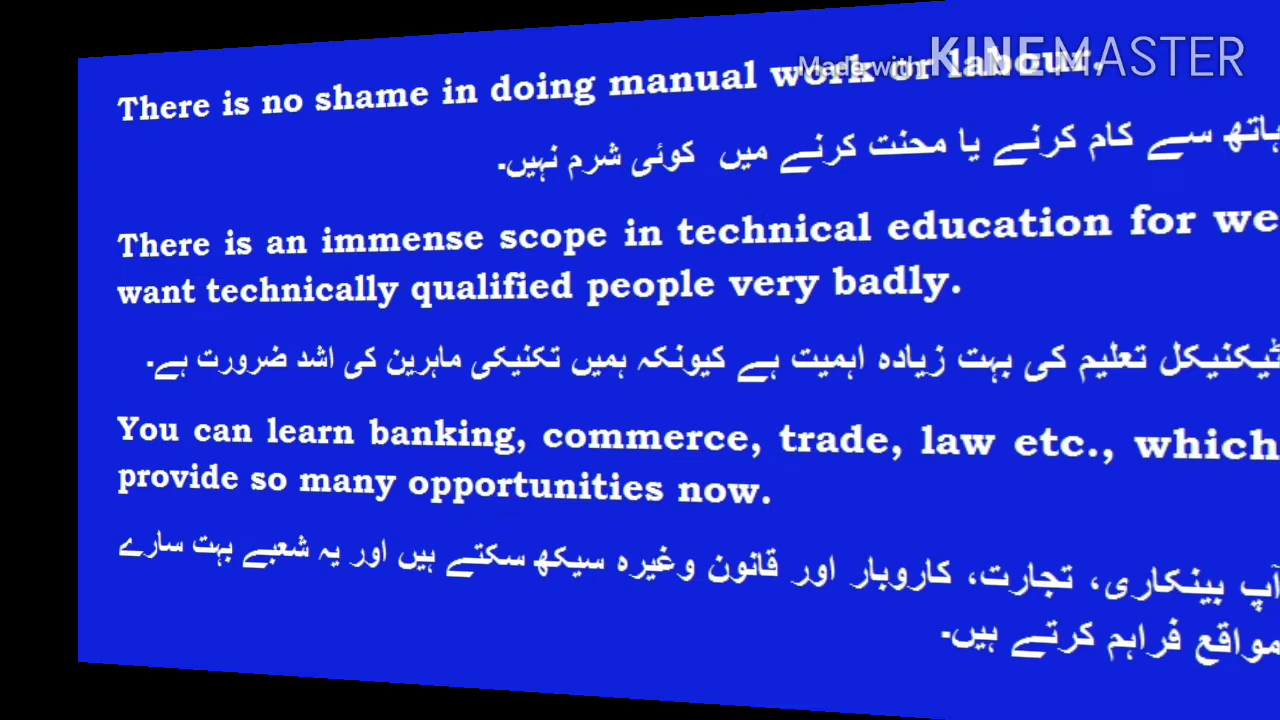 Made with KINEMASTER
There is no shame in doing manual work or labour.
ہاتھ سے کام کرنے یا محنت کرنے میں کوئی شرم نہیں۔
There is an immense scope in technical education for we
want technically qualified people very badly.
ٹیکنیکل تعلیم کی بہت زیادہ اہمیت ہے کیونکہ ہمیں تکنیکی ماہرین کی اشد ضرورت ہے۔
You can learn banking, commerce, trade, law etc., which
provide so many opportunities now.
آپ بینکاری، تجارت، کاروبار اور قانون وغیرہ سیکھ سکتے ہیں اور یہ شعبے بہت سارے
مواقع فراہم کرتے ہیں۔